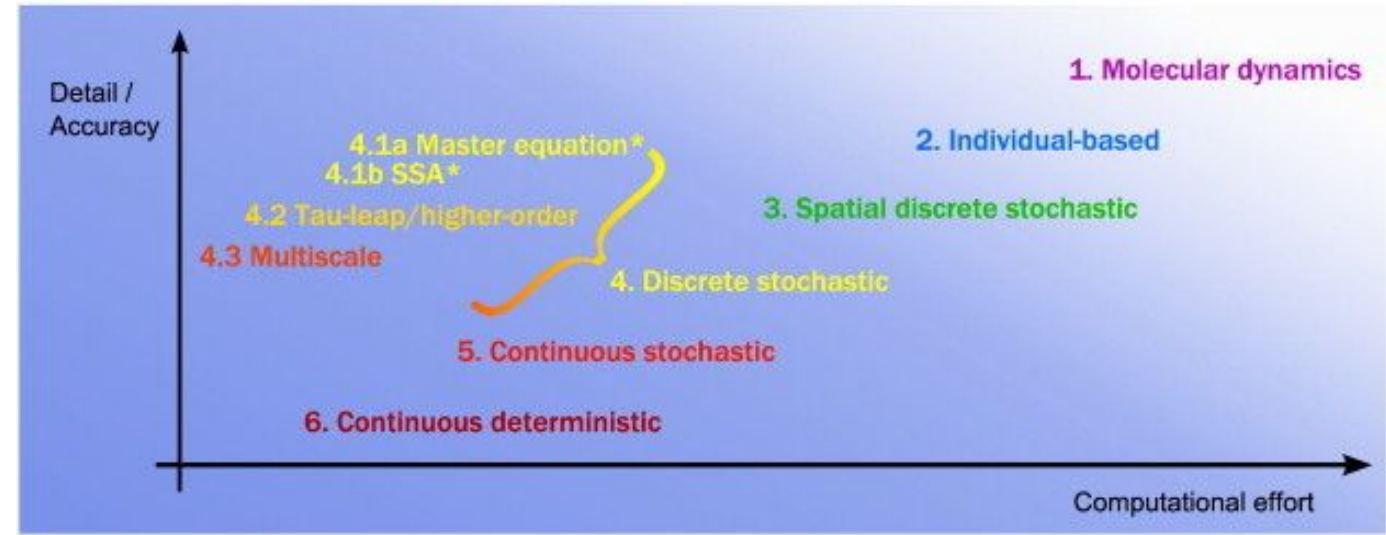 Detail /
Accuracy
1. Molecular dynamics
4.1a Master equation*
2. Individual-based
4.1b SSA*
4.2 Tau-leap/higher-order
3. Spatial discrete stochastic
4.3 Multiscale
4. Discrete stochastic
5. Continuous stochastic
6. Continuous deterministic
Computational effort